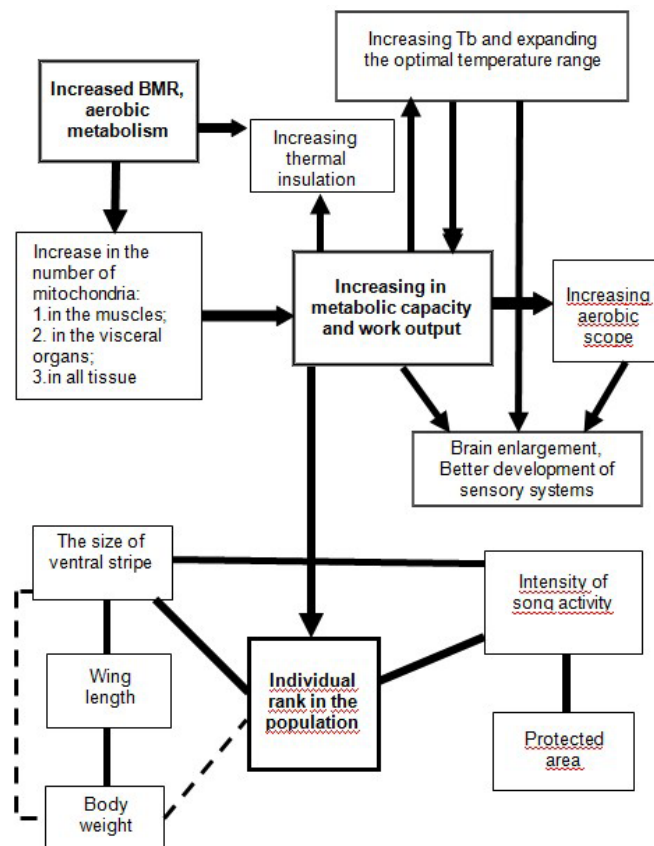 Increasing Tb and expanding
the optimal temperature range
Increased BMR,
aerobic
metabolism
Increasing
thermal
insulation
Increase in the
number of
mitochondria:
1.in the muscles;
2. in the visceral
organs;
3.in all tissue
Increasing in
metabolic capacity
and work output
Increasing
aerobic
scope
Brain enlargement,
Better development of
sensory systems
The size of
ventral stripe
Intensity of
song activity
Wing
length
Individual
rank in the
population
Protected
area
Body
weight